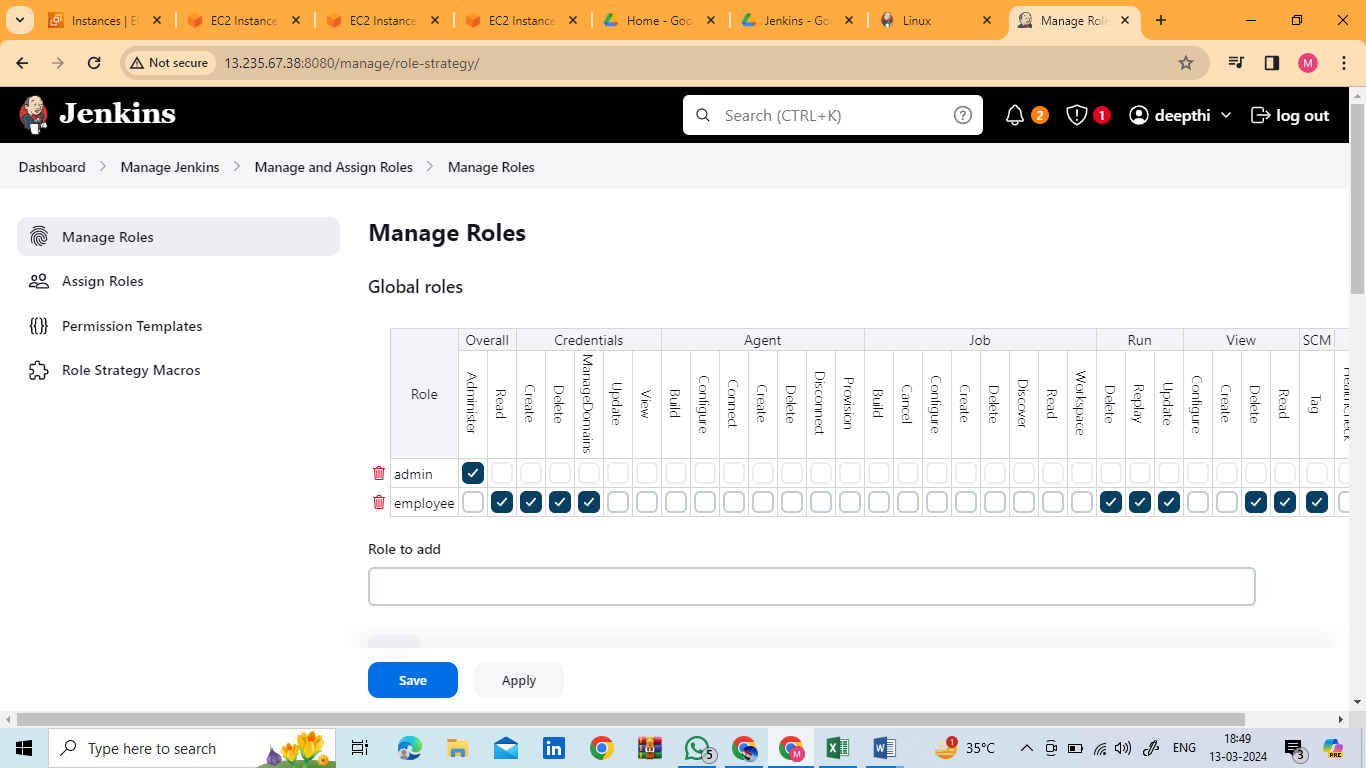 Instances | E
EC2 Instance
EC2 Instance
EC2 Instance
Home - Goo
Jenkins - Go
Linux
Manage Role
Not secure
13.235.67.38:8080/manage/role-strategy/
M
Jenkins
Search (CTRL+K)
?
2
1
deepthi
log out
Dashboard
Manage Jenkins
Manage and Assign Roles
Manage Roles
Manage Roles
Assign Roles
Permission Templates
Role Strategy Macros
Manage Roles
Global roles
Role
Overall
Credentials
Agent
Job
Run
View
SCM
Administer
Read
Create
Delete
ManageDomains
Update
View
Build
Configure
Connect
Create
Delete
Disconnect
Provision
Build
Cancel
Configure
Create
Delete
Discover
Read
Workspace
Delete
Replay
Update
Configure
Create
Delete
Read
Tag
HealthCheck
admin
employee
Role to add
Save
Apply
Type here to search
5
M
1
35°C
ENG
18:49
13-03-2024
3
PRE